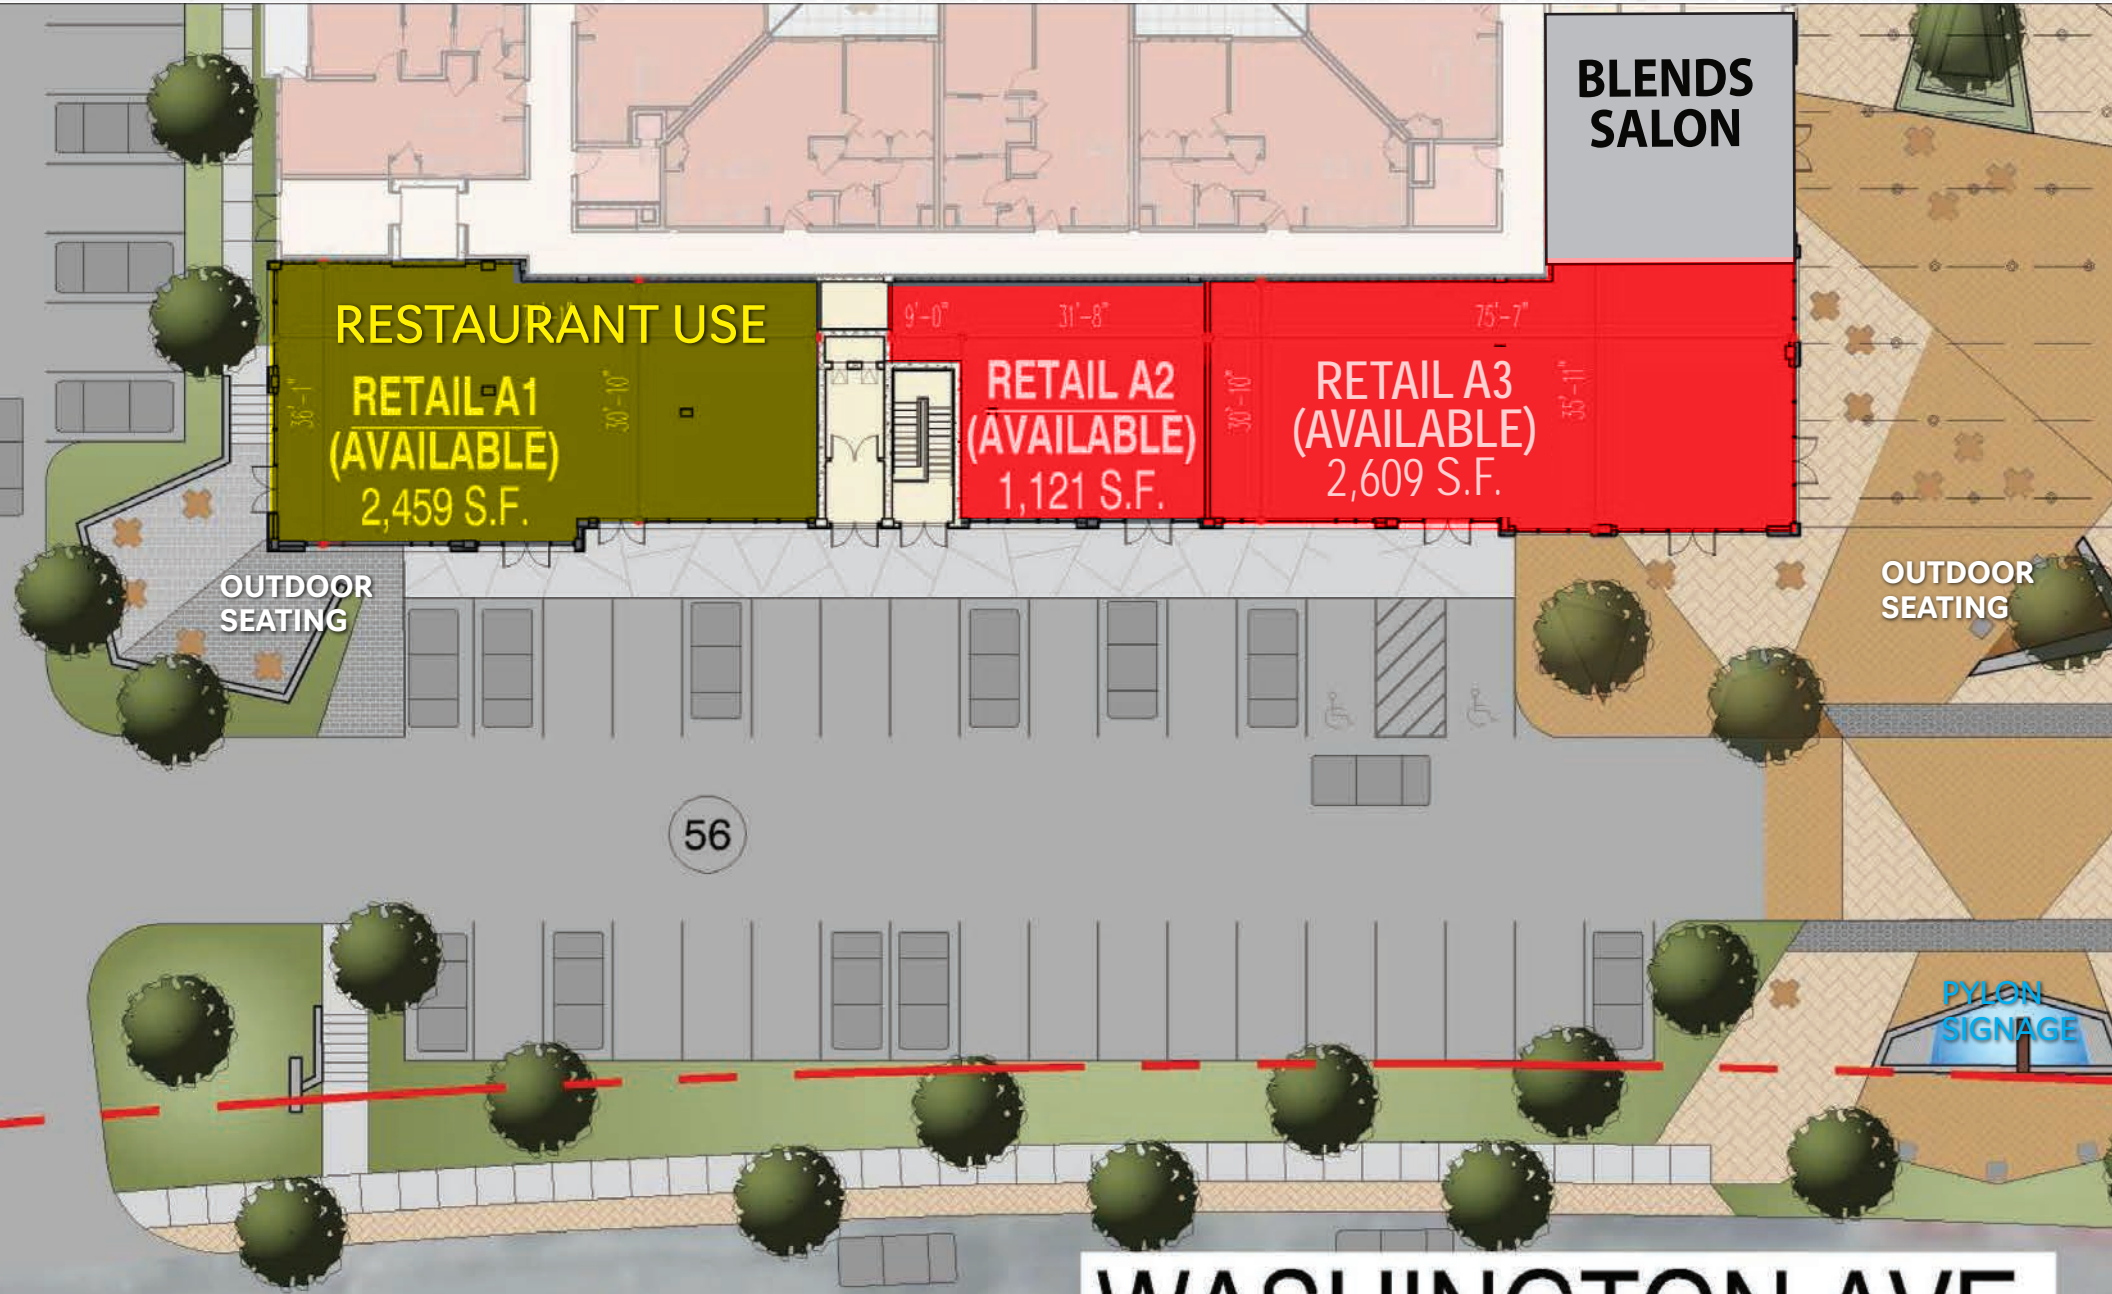 BLENDS
SALON
RESTAURANT USE
9'-0"
31'-8"
75'-7"
36'-1"
RETAIL A1
(AVAILABLE)
2,459 S.F.
30'-10"
RETAIL A2
(AVAILABLE)
1,121 S.F.
30'-10"
RETAIL A3
(AVAILABLE)
2,609 S.F.
35'-11"
OUTDOOR
SEATING
OUTDOOR
SEATING
56
PYLON
SIGNAGE
WASHINGTON AVE